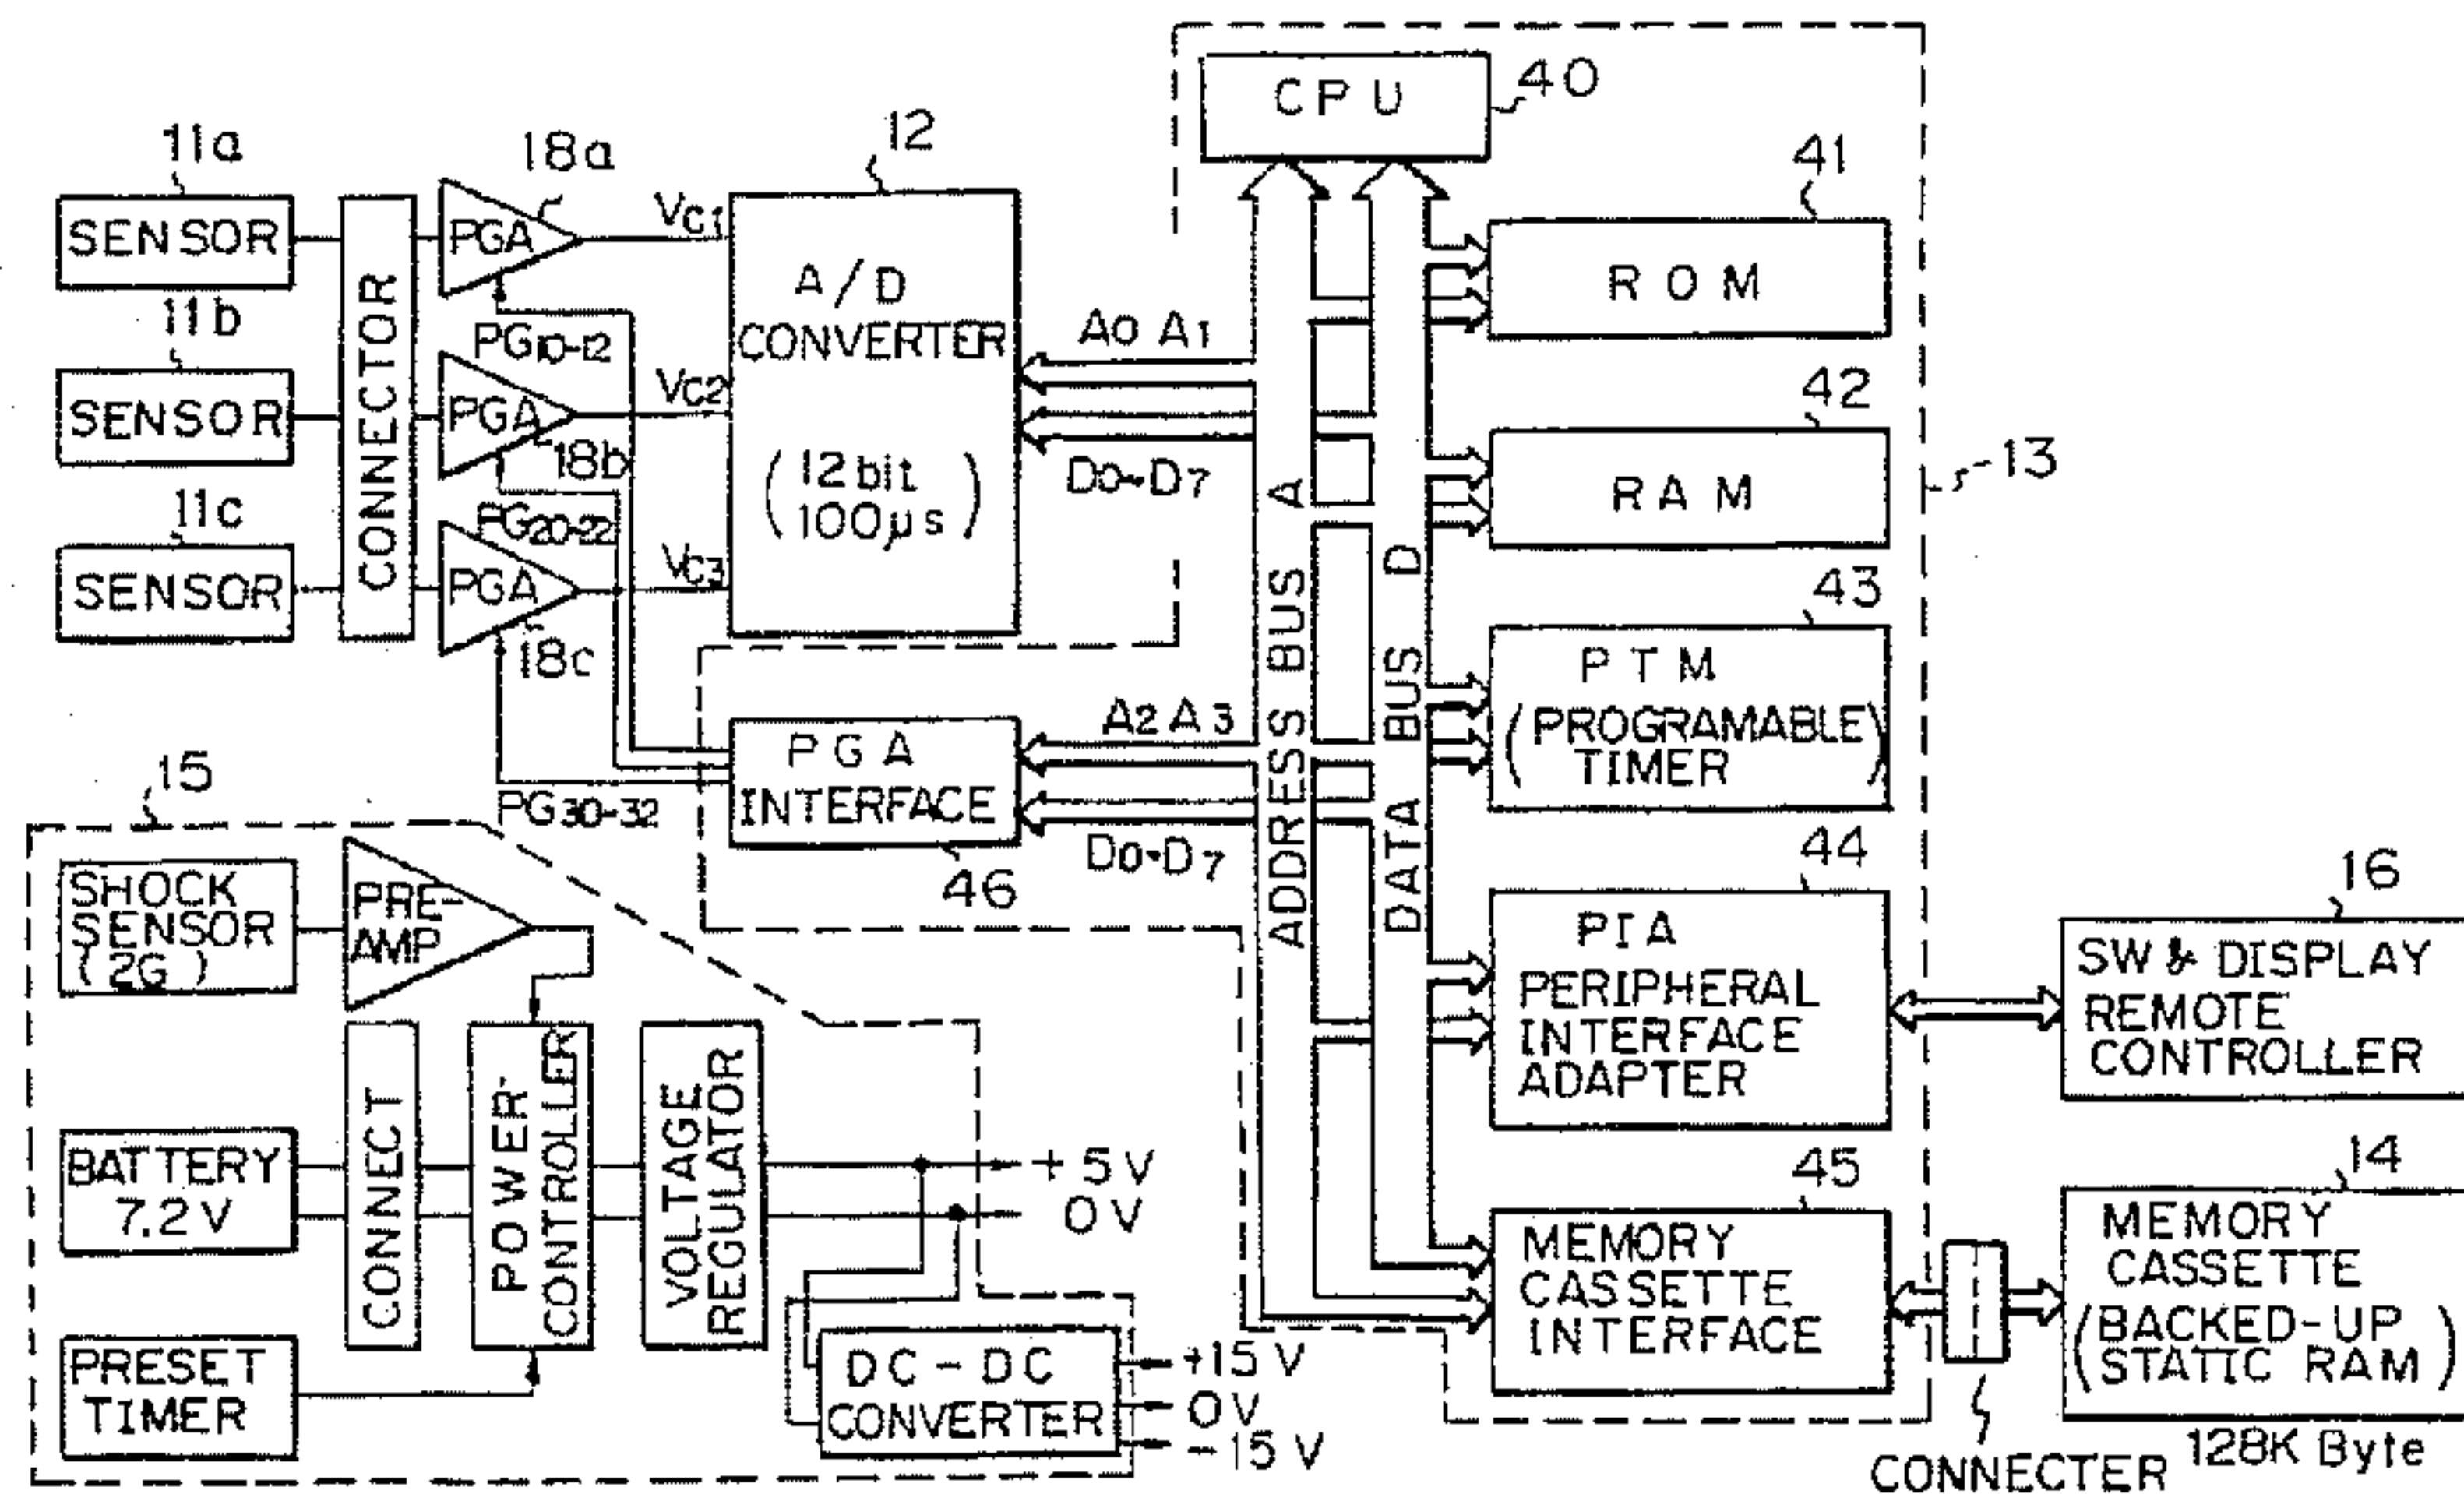 CPU
40
11a
18a
12
41
SENSOR
PGA
VC1
A/D
CONVERTER
(12bit
100µs)
ROM
11b
PG10-12
A0 A1
42
SENSOR
CONNECTOR
PGA
VC2
18b
D0~D7
RAM
13
11c
PG20-22
VC3
43
SENSOR
PGA
18c
ADDRESS BUS A
DATA BUS D
PTM
(PROGRAMABLE
TIMER)
A2 A3
PGA
INTERFACE
15
PG30-32
D0~D7
46
44
16
SHOCK
SENSOR
(2G)
PRE-
AMP
PIA
PERIPHERAL
INTERFACE
ADAPTER
SW & DISPLAY
REMOTE
CONTROLLER
BATTERY
7.2V
CONNECT
POWER-
CONTROLLER
VOLTAGE
REGULATOR
+5V
0V
45
14
MEMORY
CASSETTE
INTERFACE
MEMORY
CASSETTE
(BACKED-UP
STATIC RAM)
PRESET
TIMER
DC-DC
CONVERTER
+15V
0V
-15V
CONNECTER
128K Byte